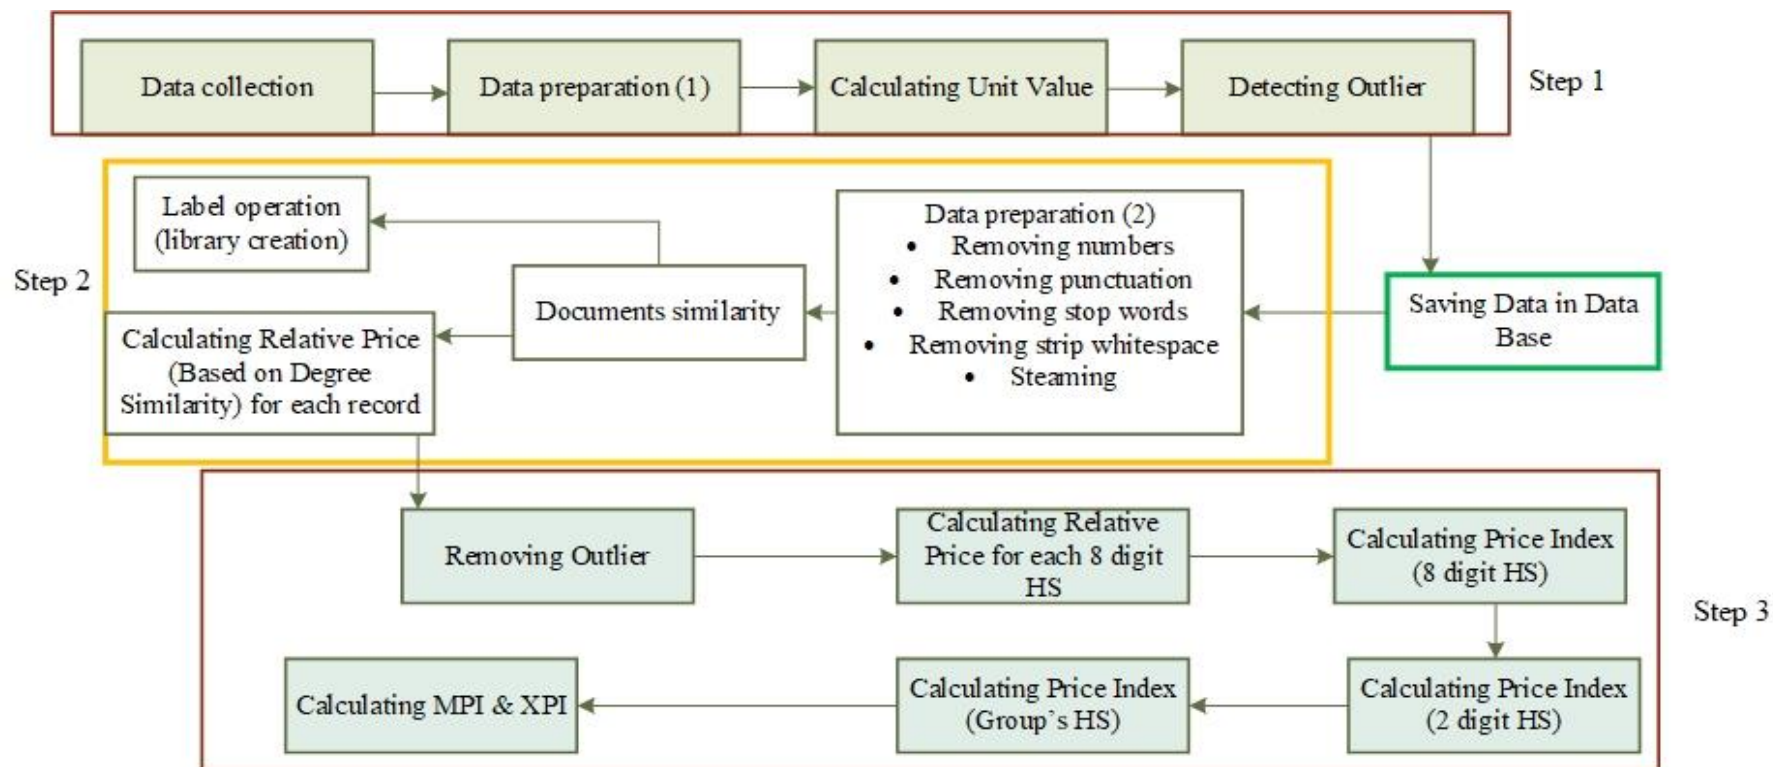 Data collection
Data preparation (1)
Calculating Unit Value
Detecting Outlier
Step 1
Label operation
(library creation)
Data preparation (2)
• Removing numbers
• Removing punctuation
• Removing stop words
• Removing strip whitespace
• Steaming
Step 2
Documents similarity
Saving Data in Data
Base
Calculating Relative Price
(Based on Degree
Similarity) for each record
Removing Outlier
Calculating Relative
Price for each 8 digit
HS
Calculating Price Index
(8 digit HS)
Step 3
Calculating MPI & XPI
Calculating Price Index
(Group's HS)
Calculating Price Index
(2 digit HS)